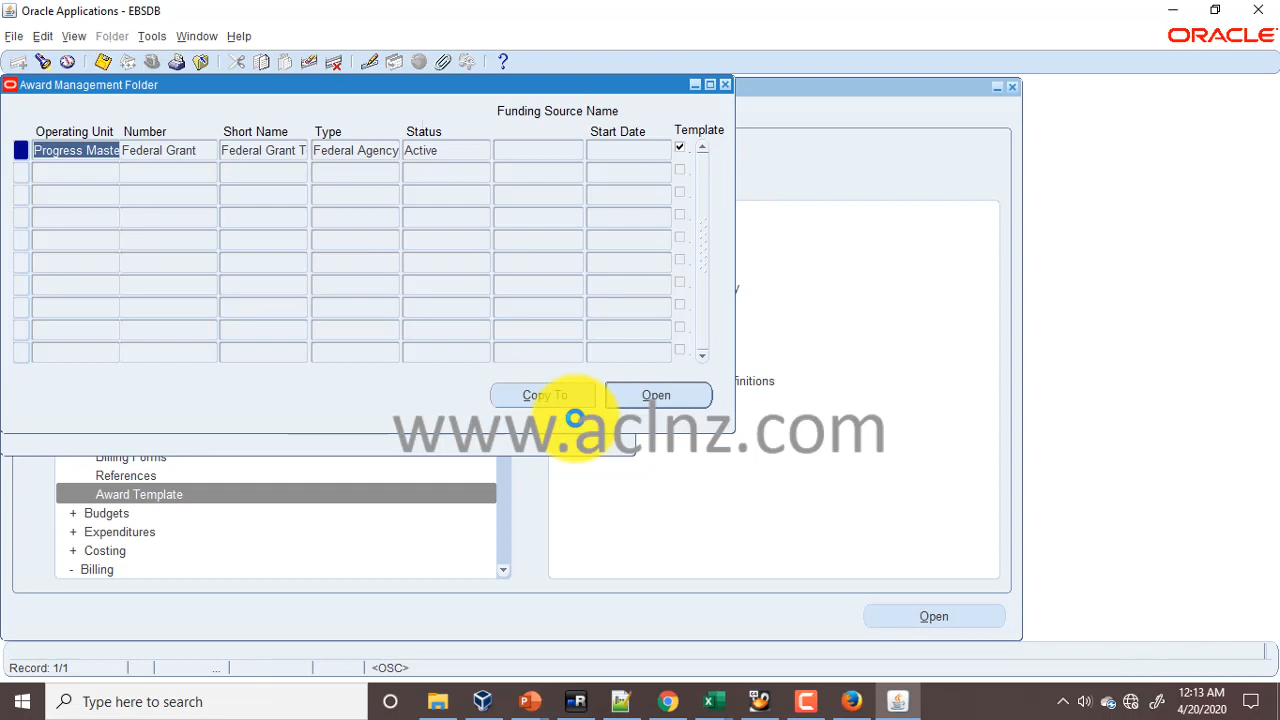 Oracle Applications - EBSDB
File Edit View Folder Tools Window Help
ORACLE
Award Management Folder
Funding Source Name
Operating Unit Number Short Name Type Status Start Date Template
Progress Maste Federal Grant Federal Grant T Federal Agency Active
Copy To Open
www.aclnz.com
y
finitions
Billing Forms
References
Award Template
+ Budgets
+ Expenditures
+ Costing
- Billing
Open
Record: 1/1 ... <OSC>
Type here to search
12:13 AM
4/20/2020